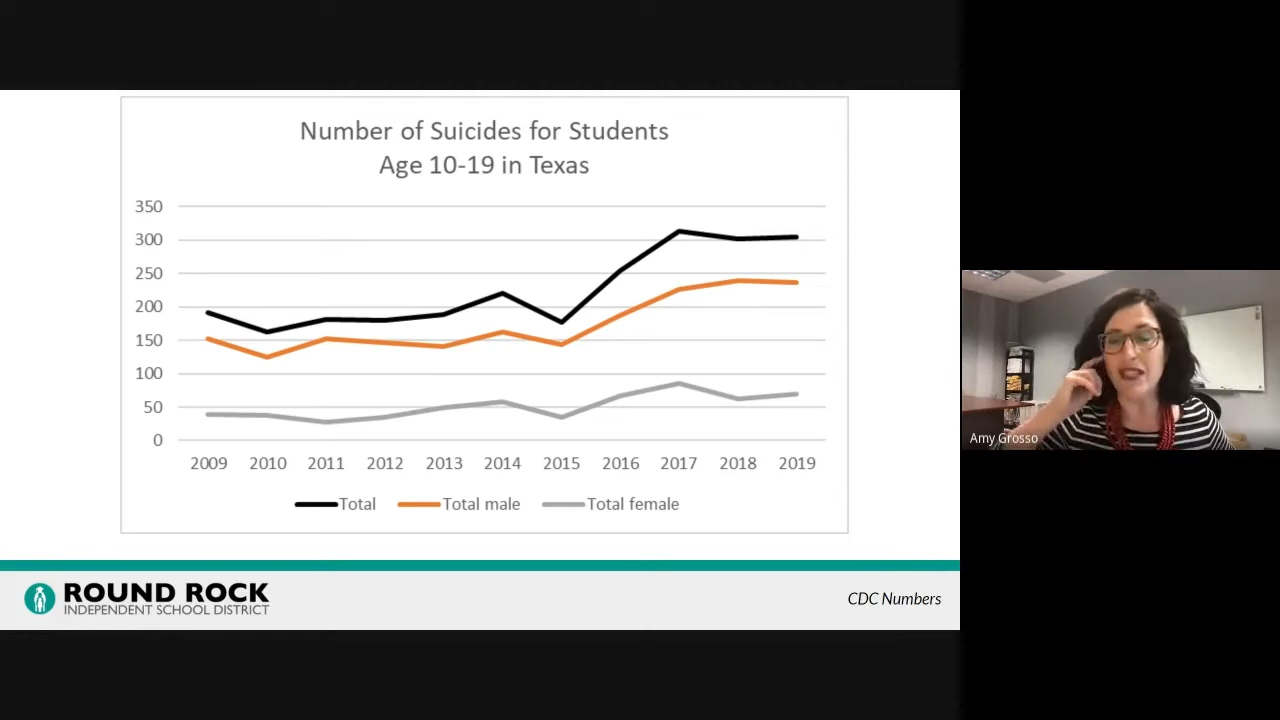 Number of Suicides for Students
Age 10-19 in Texas
350
300
250
200
150
100
50
0
2009 2010 2011 2012 2013 2014 2015 2016 2017 2018 2019
Total Total male Total female
Amy Grosso
ROUND ROCK
INDEPENDENT SCHOOL DISTRICT
CDC Numbers